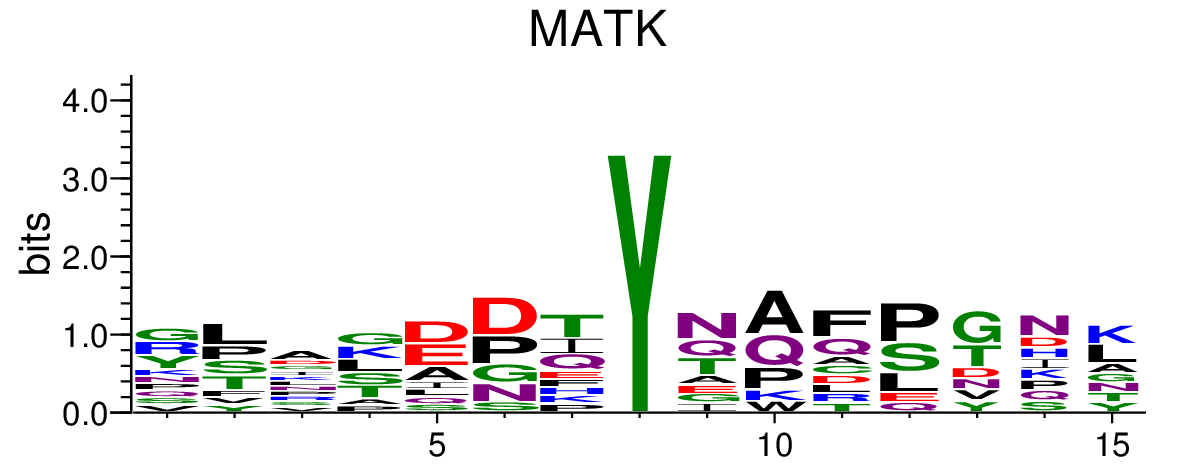 MATK
bits
4.0
3.0
2.0
1.0
0.0
G R Y K N
L P S T
A
G K L S T A P
D E A
D P G N S
T I Q E F H K P
Y
N Q T A E G I
A Q P K W
F Q C D L R T
P S L E Q
G T D N V Y
N D H I K P Q S
K L A G N T Y
5
10
15